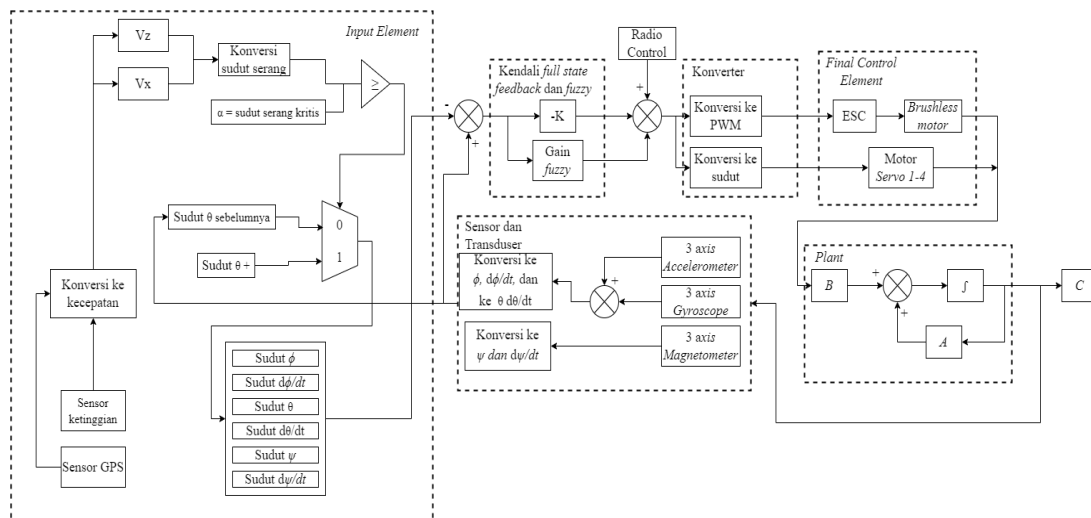 Input Element
Vz
Vx
Konversi
sudut serang
α = sudut serang kritis
≥
Sudut θ sebelumnya
Sudut θ +
0
1
Konversi ke
kecepatan
Sensor
ketinggian
Sensor GPS
Sudut ϕ
Sudut dϕ/dt
Sudut θ
Sudut dθ/dt
Sudut ψ
Sudut dψ/dt
-
+
Kendali full state
feedback dan fuzzy
-K
Gain
fuzzy
Radio
Control
+
Konverter
Konversi ke
PWM
Konversi ke
sudut
Final Control
Element
ESC
Brushless
motor
Motor
Servo 1-4
Sensor dan
Transduser
Konversi ke
ϕ, dϕ/dt, dan
ke θ dθ/dt
Konversi ke
ψ dan dψ/dt
+
+
3 axis
Accelerometer
3 axis
Gyroscope
3 axis
Magnetometer
Plant
B
+
+
∫
A
C